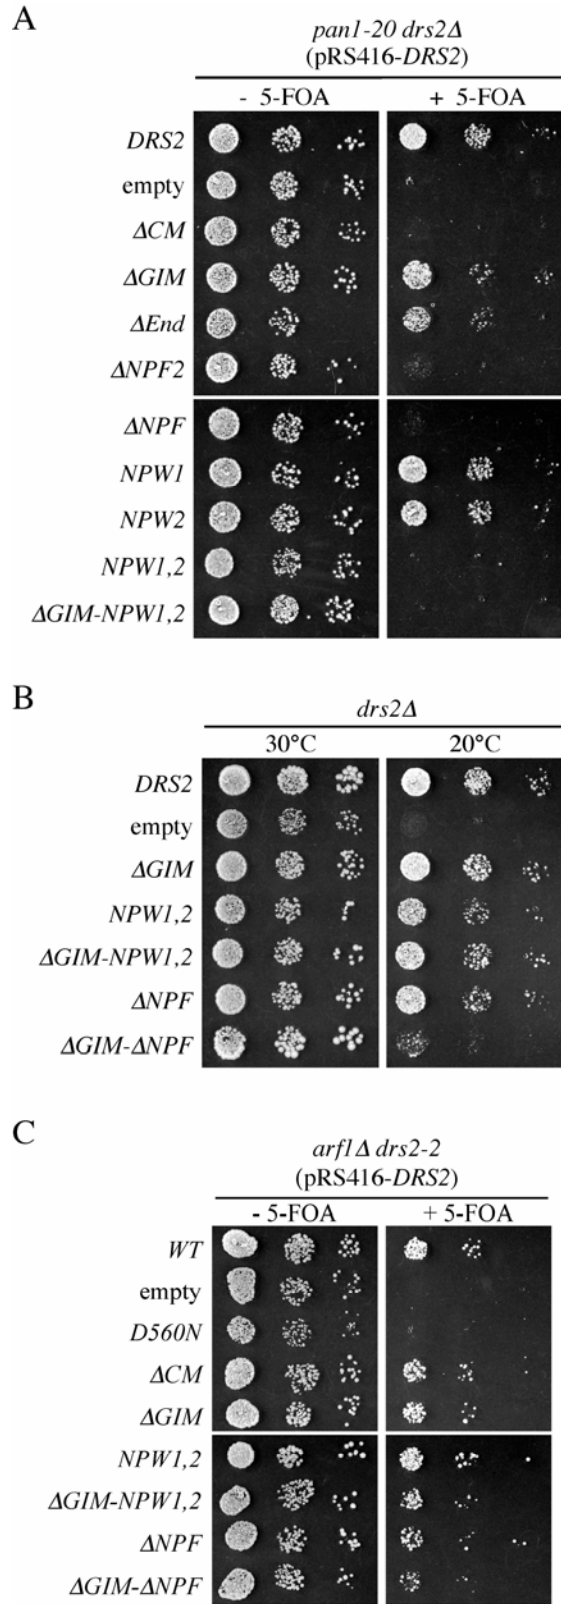 A
pan1-20 drs2Δ
(pRS416-DRS2)
- 5-FOA + 5-FOA
DRS2
empty
ΔCM
ΔGIM
ΔEnd
ΔNPF2
ΔNPF
NPW1
NPW2
NPW1,2
ΔGIM-NPW1,2
B
drs2Δ
30°C 20°C
DRS2
empty
ΔGIM
NPW1,2
ΔGIM-NPW1,2
ΔNPF
ΔGIM-ΔNPF
C
arf1Δ drs2-2
(pRS416-DRS2)
- 5-FOA + 5-FOA
WT
empty
D560N
ΔCM
ΔGIM
NPW1,2
ΔGIM-NPW1,2
ΔNPF
ΔGIM-ΔNPF